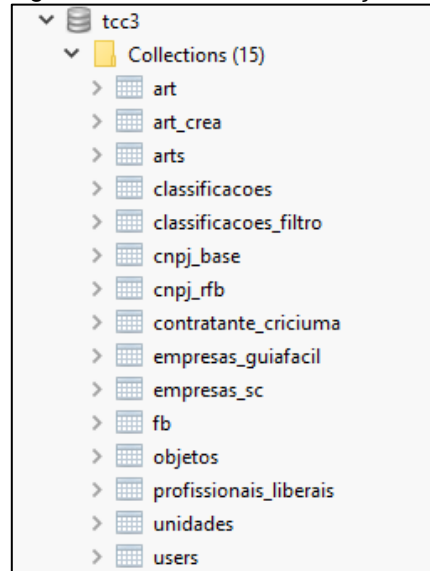 tcc3
Collections (15)
art
art_crea
arts
classificacoes
classificacoes_filtro
cnpj_base
cnpj_rfb
contratante_criciuma
empresas_guiafacil
empresas_sc
fb
objetos
profissionais_liberais
unidades
users